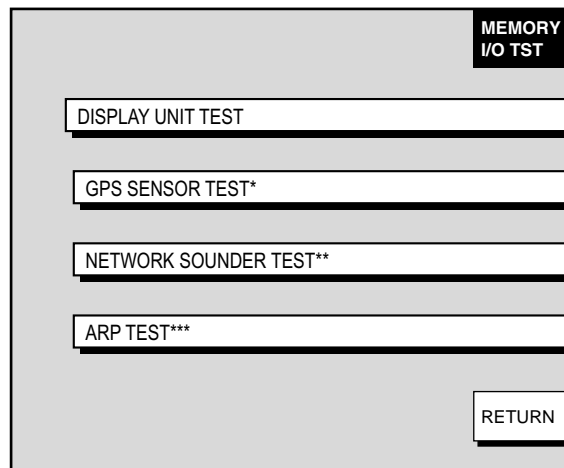 MEMORY
I/O TST
DISPLAY UNIT TEST
GPS SENSOR TEST*
NETWORK SOUNDER TEST**
ARP TEST***
RETURN